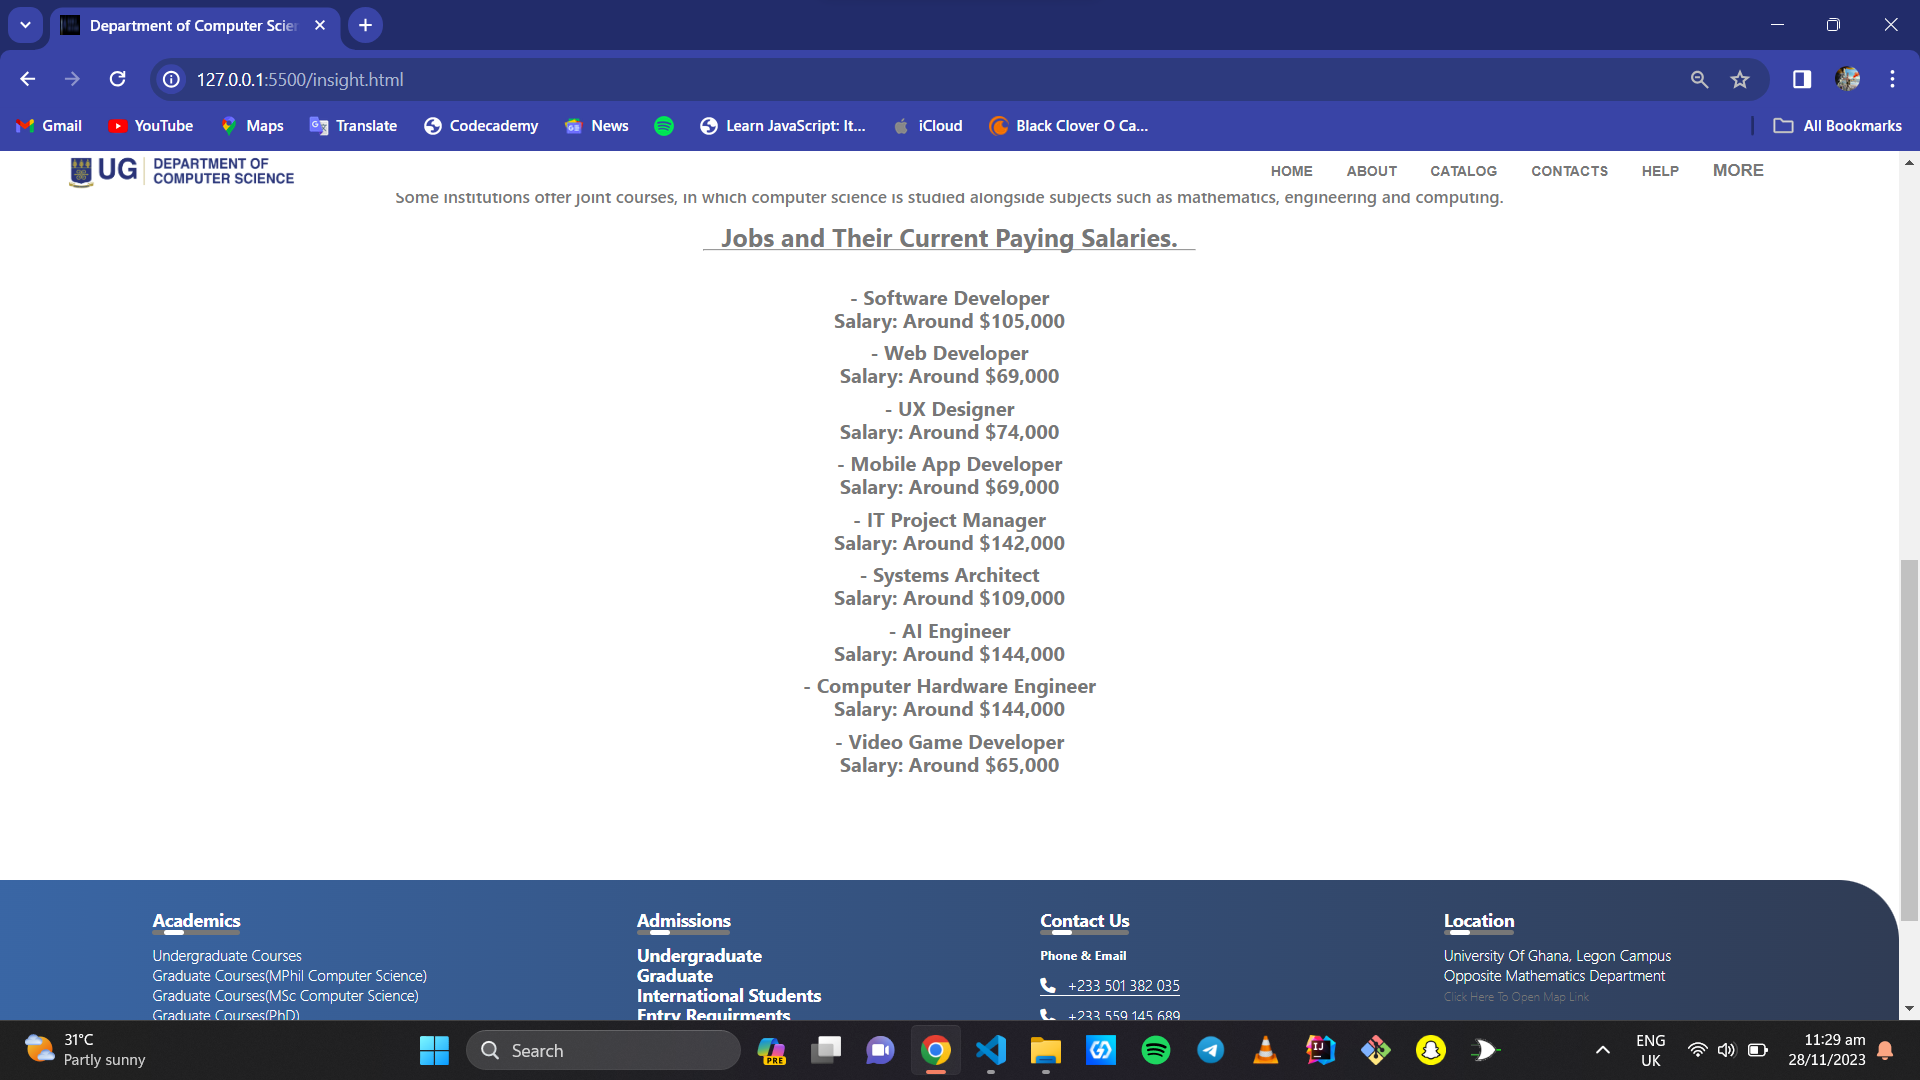 Department of Computer Scien
127.0.0.1:5500/insight.html
Gmail
YouTube
Maps
Translate
Codecademy
News
Learn JavaScript: It...
iCloud
Black Clover O Ca...
All Bookmarks
UG
DEPARTMENT OF
COMPUTER SCIENCE
HOME
ABOUT
CATALOG
CONTACTS
HELP
MORE
Some institutions offer joint courses, in which computer science is studied alongside subjects such as mathematics, engineering and computing.
Jobs and Their Current Paying Salaries.
- Software Developer
Salary: Around $105,000
- Web Developer
Salary: Around $69,000
- UX Designer
Salary: Around $74,000
- Mobile App Developer
Salary: Around $69,000
- IT Project Manager
Salary: Around $142,000
- Systems Architect
Salary: Around $109,000
- AI Engineer
Salary: Around $144,000
- Computer Hardware Engineer
Salary: Around $144,000
- Video Game Developer
Salary: Around $65,000
Academics
Undergraduate Courses
Graduate Courses(MPhil Computer Science)
Graduate Courses(MSc Computer Science)
Graduate Courses(PhD)
Admissions
Undergraduate
Graduate
International Students
Entry Requirments
Contact Us
Phone & Email
+233 501 382 035
+233 559 145 689
Location
University Of Ghana, Legon Campus
Opposite Mathematics Department
Click Here To Open Map Link
31°C
Partly sunny
Search
PRE
IJ
ENG
UK
11:29 am
28/11/2023